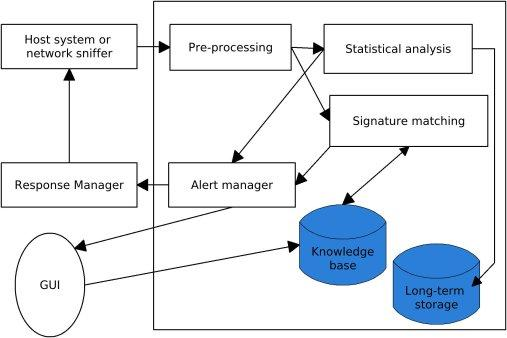 Host system or
network sniffer
Pre-processing
Statistical analysis
Signature matching
Response Manager
Alert manager
Knowledge
base
GUI
Long-term
storage